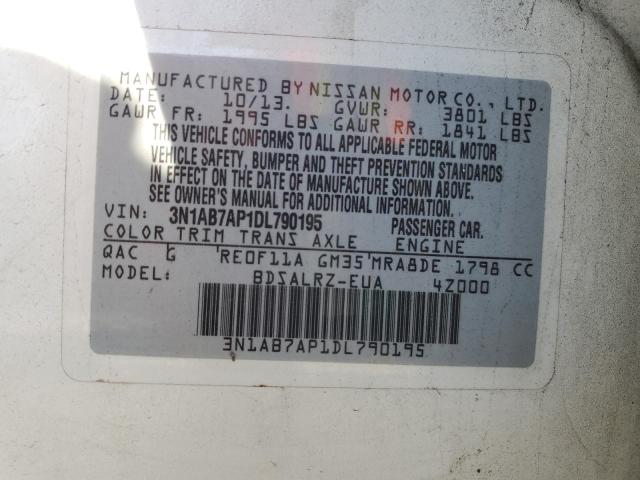 MANUFACTURED BY NISSAN MOTOR CO., LTD.
DATE: 10/13. GVWR: 3801 LBS
GAWR FR: 1995 LBS GAWR RR: 1841 LBS
THIS VEHICLE CONFORMS TO ALL APPLICABLE FEDERAL MOTOR
VEHICLE SAFETY, BUMPER AND THEFT PREVENTION STANDARDS
IN EFFECT ON THE DATE OF MANUFACTURE SHOWN ABOVE.
SEE OWNER'S MANUAL FOR ADDITIONAL INFORMATION.
VIN: 3N1AB7AP1DL790195 PASSENGER CAR.
COLOR TRIM TRANS AXLE ENGINE
QAC G RE0F11A GM35 MRA8DE 1798 CC
MODEL: BDSALRZ-EUA 4Z000
3N1AB7AP1DL790195